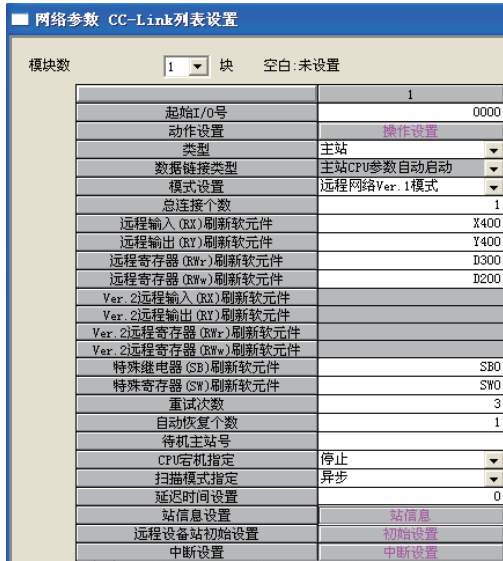 网络参数 CC-Link列表设置
模块数 1 块 空白:未设置
1
起始I/O号 0000
动作设置 操作设置
类型 主站
数据链接类型 主站CPU参数自动启动
模式设置 远程网络Ver.1模式
总连接个数 1
远程输入(RX)刷新软元件 X400
远程输出(RY)刷新软元件 Y400
远程寄存器(RWr)刷新软元件 D300
远程寄存器(RWw)刷新软元件 D200
Ver.2远程输入(RX)刷新软元件
Ver.2远程输出(RY)刷新软元件
Ver.2远程寄存器(RWr)刷新软元件
Ver.2远程寄存器(RWw)刷新软元件
特殊继电器(SB)刷新软元件 SB0
特殊寄存器(SW)刷新软元件 SW0
重试次数 3
自动恢复个数 1
待机主站号
CPU宕机指定 停止
扫描模式指定 异步
延迟时间设置 0
站信息设置 站信息
远程设备站初始设置 初始设置
中断设置 中断设置